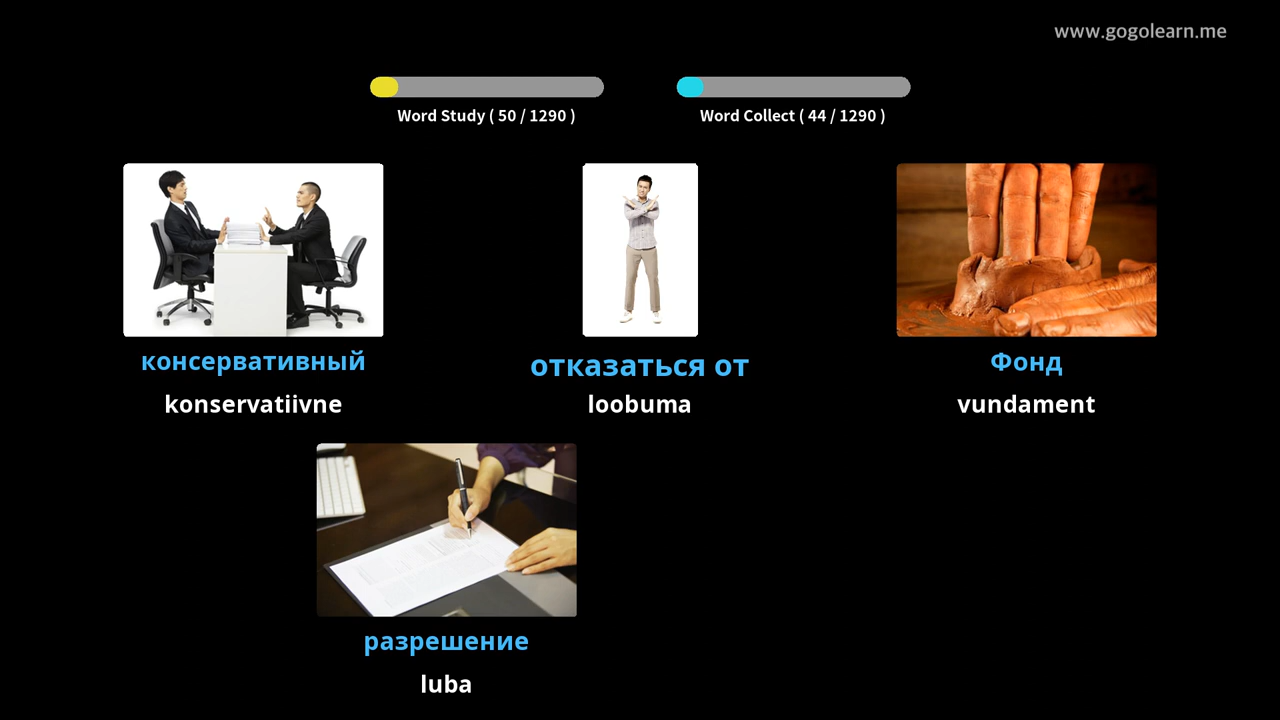 www.gogolearn.me
Word Study ( 50 / 1290 )
Word Collect ( 44 / 1290 )
консервативный
konservatiivne
отказаться от
loobuma
Фонд
vundament
разрешение
luba